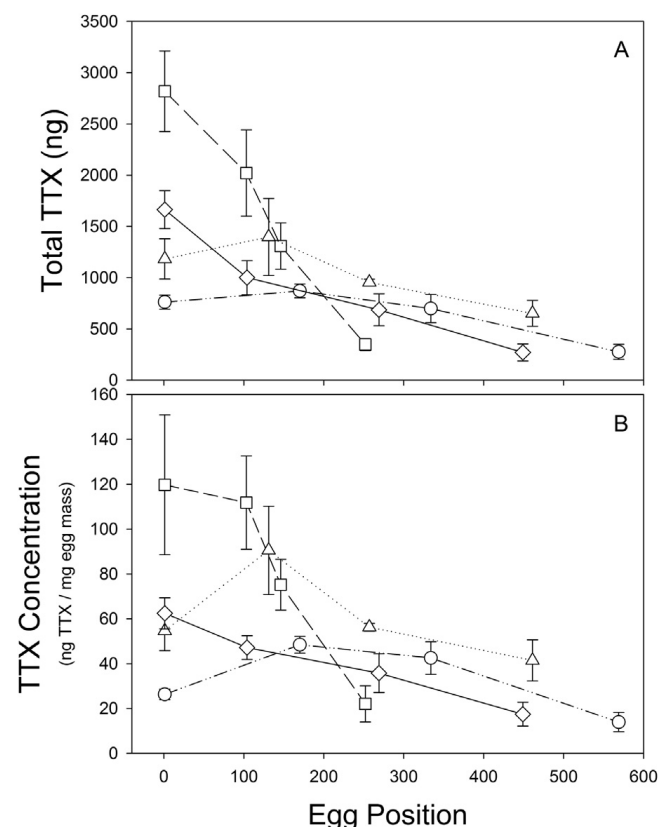 3500
3000
2500
2000
1500
1000
500
0
Total TTX (ng)
A
160
140
120
100
80
60
40
20
0
TTX Concentration
(ng TTX / mg egg mass)
B
0 100 200 300 400 500 600
Egg Position